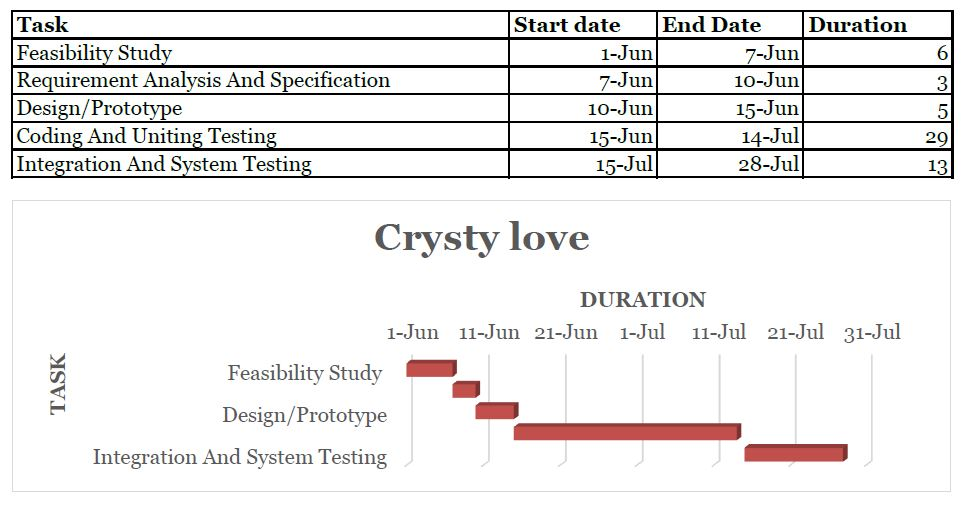 Task Start date End Date Duration
Feasibility Study 1-Jun 7-Jun 6
Requirement Analysis And Specification 7-Jun 10-Jun 3
Design/Prototype 10-Jun 15-Jun 5
Coding And Uniting Testing 15-Jun 14-Jul 29
Integration And System Testing 15-Jul 28-Jul 13
Crysty love
DURATION
1-Jun 11-Jun 21-Jun 1-Jul 11-Jul 21-Jul 31-Jul
TASK
Feasibility Study
Design/Prototype
Integration And System Testing